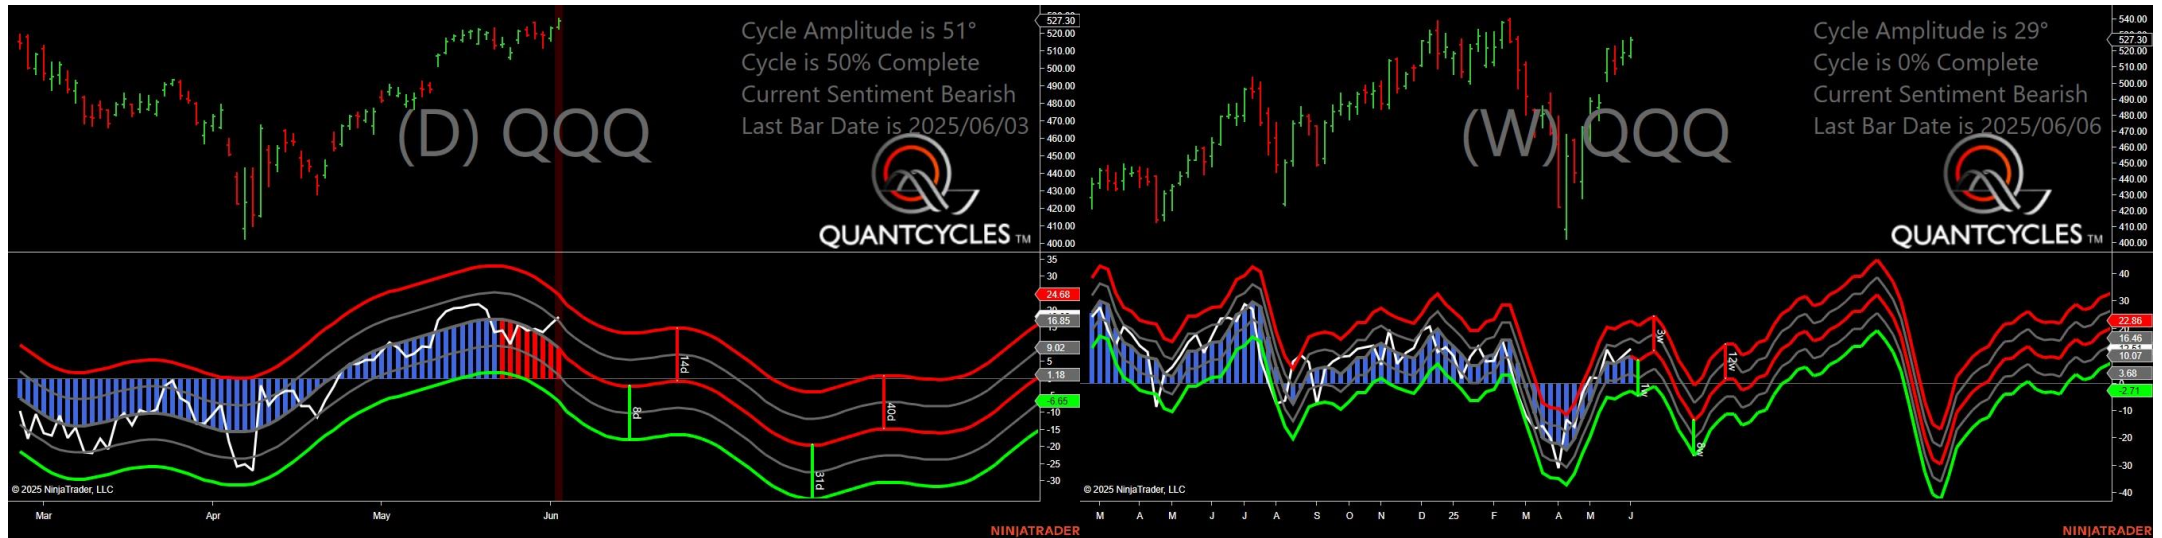 Cycle Amplitude is 51°
Cycle is 50% Complete
Current Sentiment Bearish
Last Bar Date is 2025/06/03
(D) QQQ
QUANTCYCLES TM
527.30
520.00
510.00
500.00
490.00
480.00
470.00
460.00
450.00
440.00
430.00
420.00
410.00
400.00
35
30
24.68
16.85
9.02
5
1.18
-6.65
-10
-15
-20
-25
-30
14d
8d
40d
31d
© 2025 NinjaTrader, LLC
Mar Apr May Jun
NINJATRADER
Cycle Amplitude is 29°
Cycle is 0% Complete
Current Sentiment Bearish
Last Bar Date is 2025/06/06
(W) QQQ
QUANTCYCLES TM
540.00
527.30
520.00
510.00
500.00
490.00
480.00
470.00
460.00
450.00
440.00
430.00
420.00
410.00
400.00
40
30
22.86
16.46
10.07
3.68
-2.71
-10
-20
-30
-40
3w
12w
1w
8w
© 2025 NinjaTrader, LLC
M A M J J A S O N D 25 F M A M J
NINJATRADER